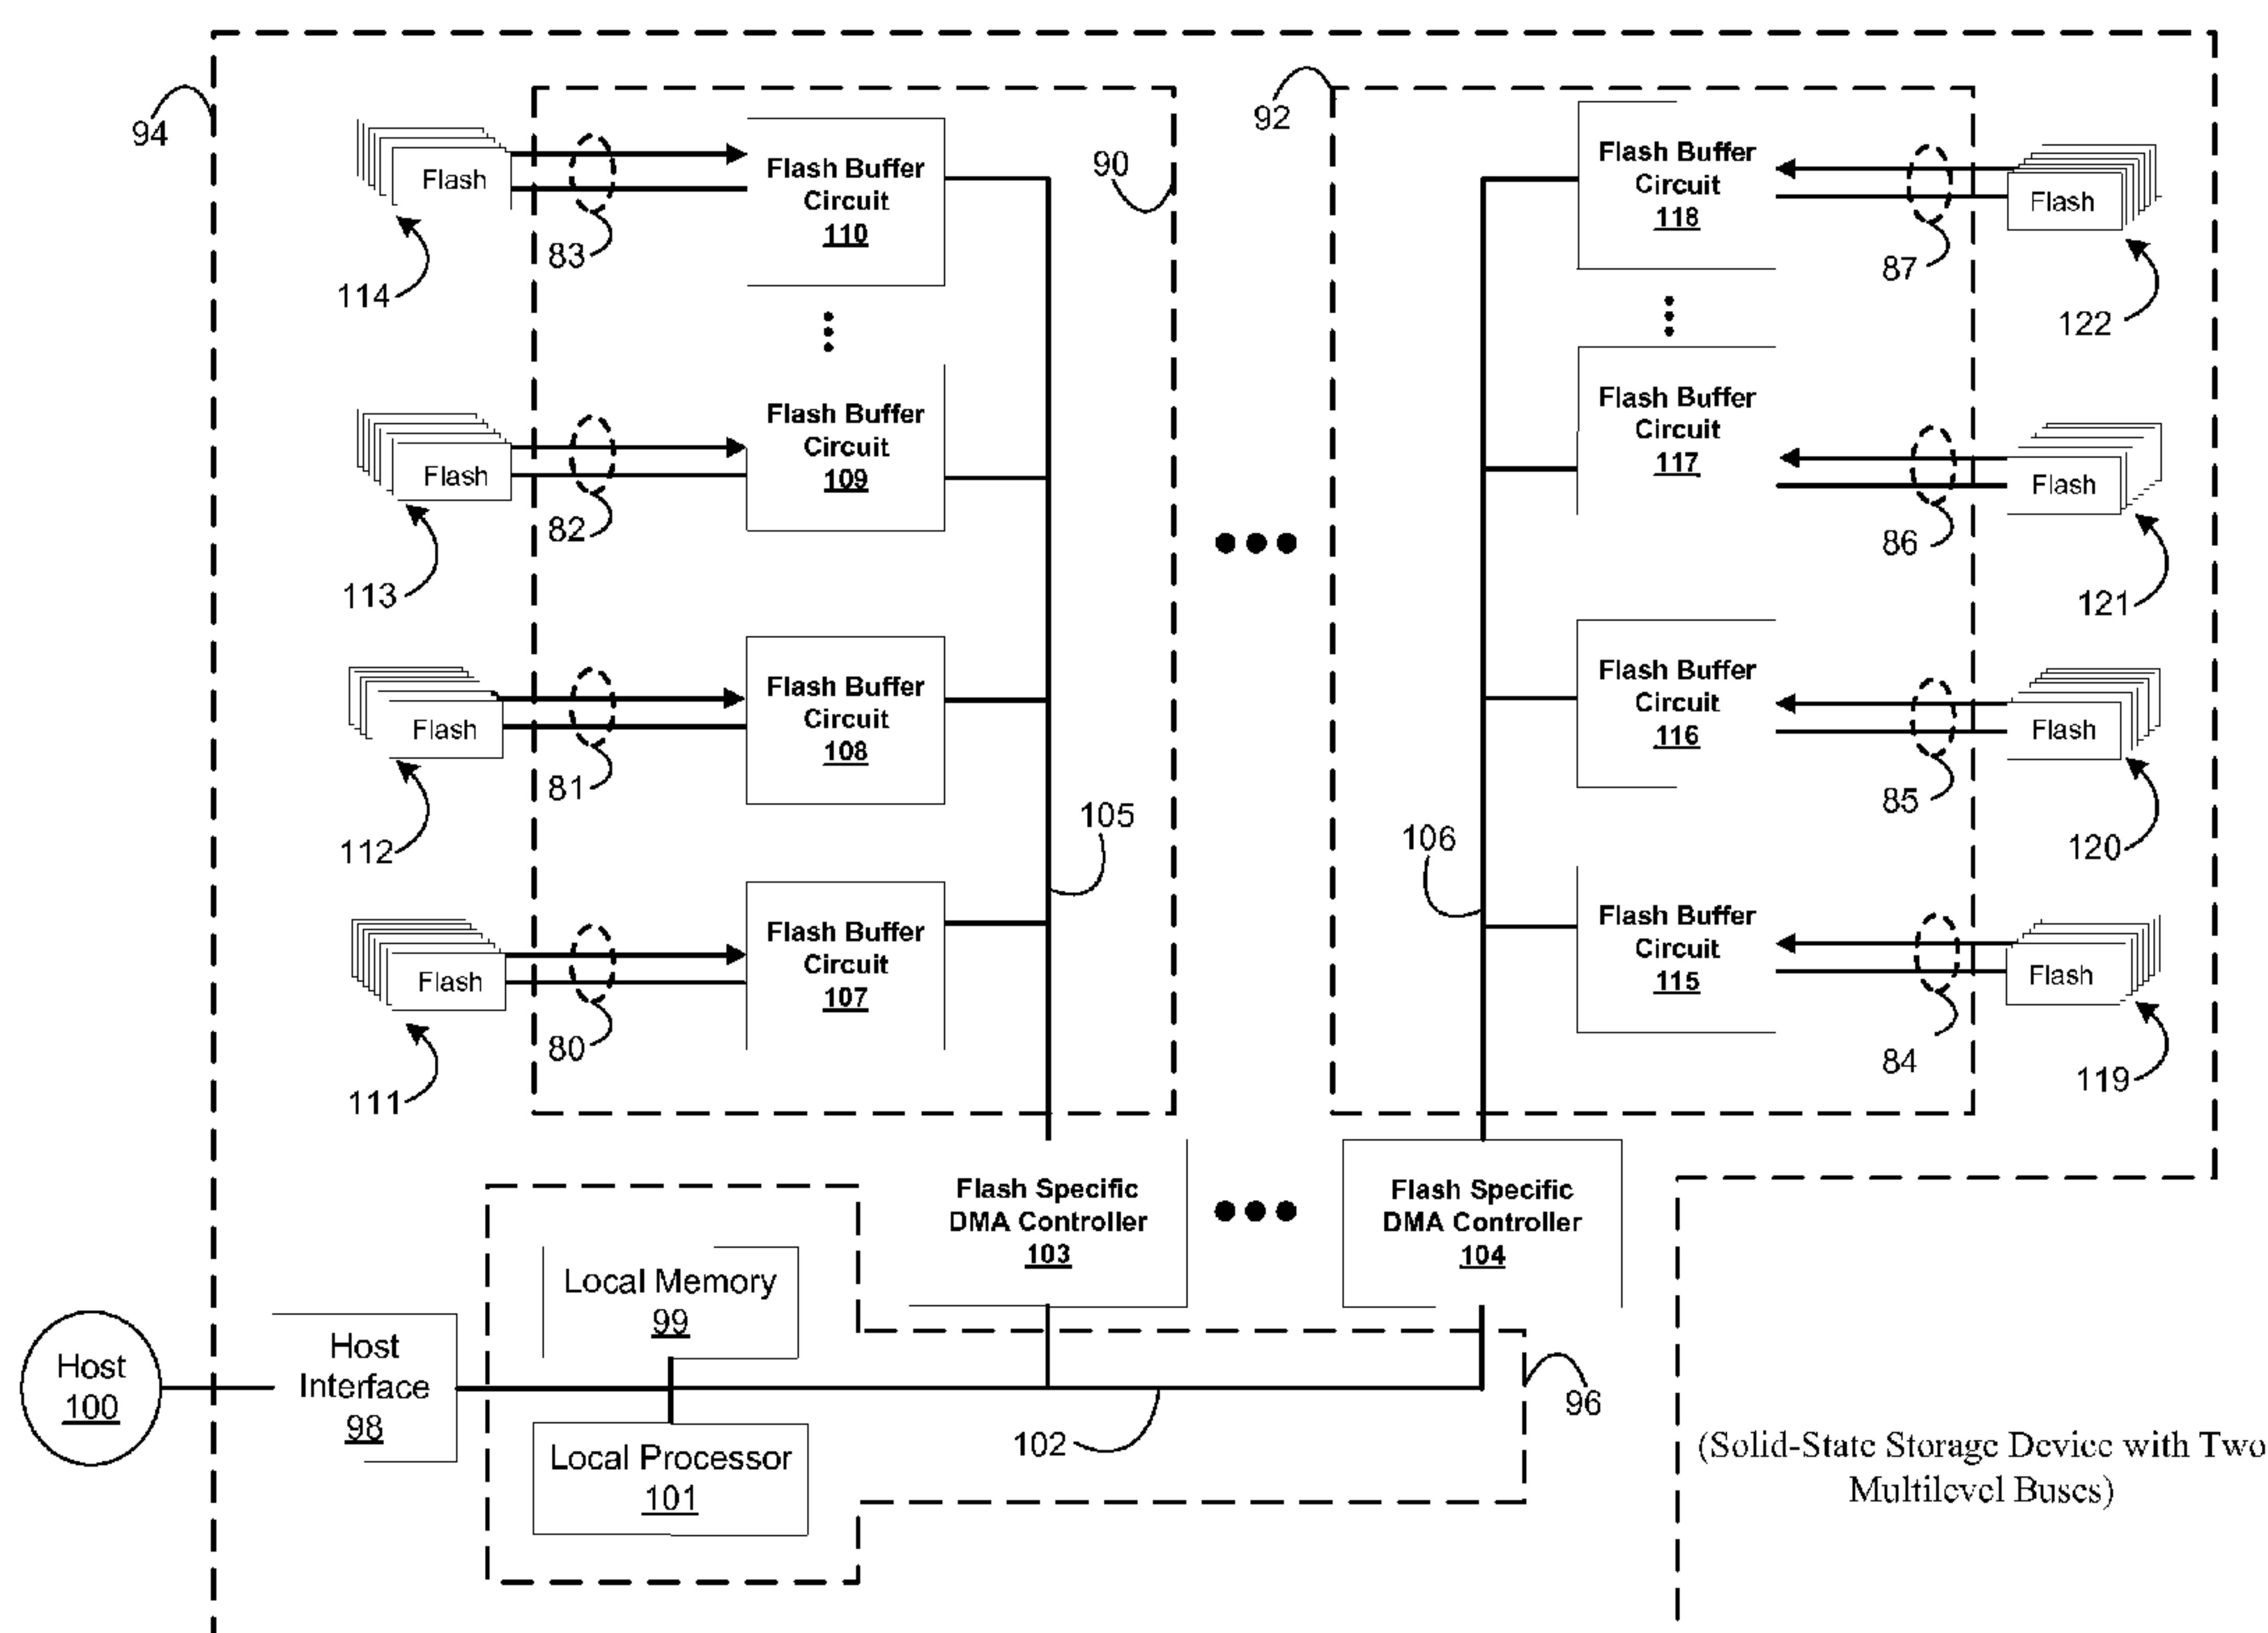 94
92
90
Flash
Flash Buffer
Circuit
110
83
114
Flash Buffer
Circuit
118
Flash
87
122
Flash
Flash Buffer
Circuit
109
82
113
Flash Buffer
Circuit
117
Flash
86
121
Flash
Flash Buffer
Circuit
108
81
112
105
Flash Buffer
Circuit
116
Flash
85
120
106
Flash
Flash Buffer
Circuit
107
80
111
Flash Buffer
Circuit
115
Flash
84
119
Flash Specific
DMA Controller
103
Flash Specific
DMA Controller
104
Local Memory
99
Host
100
Host
Interface
98
Local Processor
101
102
96
(Solid-State Storage Device with Two
Multilevel Buses)